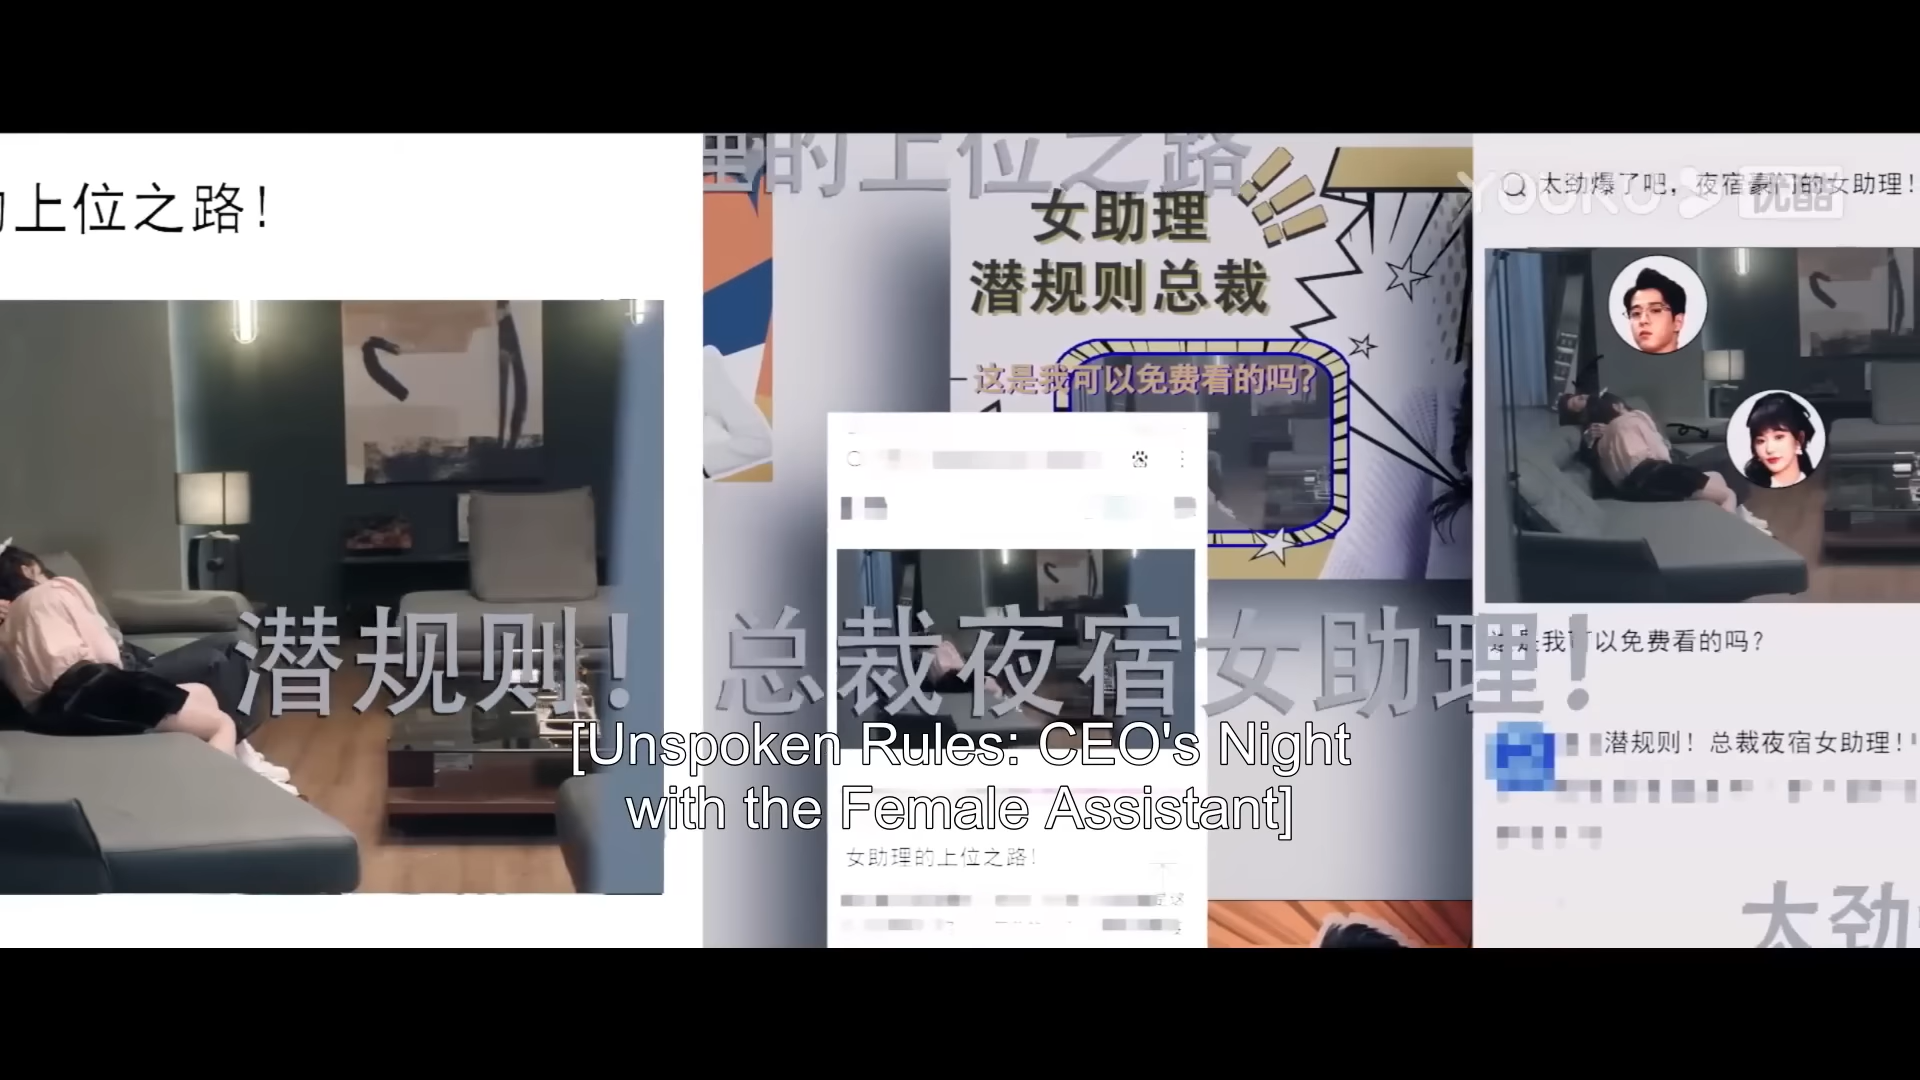 的上位之路！
理的上位之路
女助理
潜规则总裁
这是我可以免费看的吗？
太劲爆了吧，夜宿豪门的女助理！
YOUKU 优酷
这是我可以免费看的吗？
潜规则！总裁夜宿女助理！
潜规则！总裁夜宿女助理！
[Unspoken Rules: CEO's Night
with the Female Assistant]
女助理的上位之路！
太劲